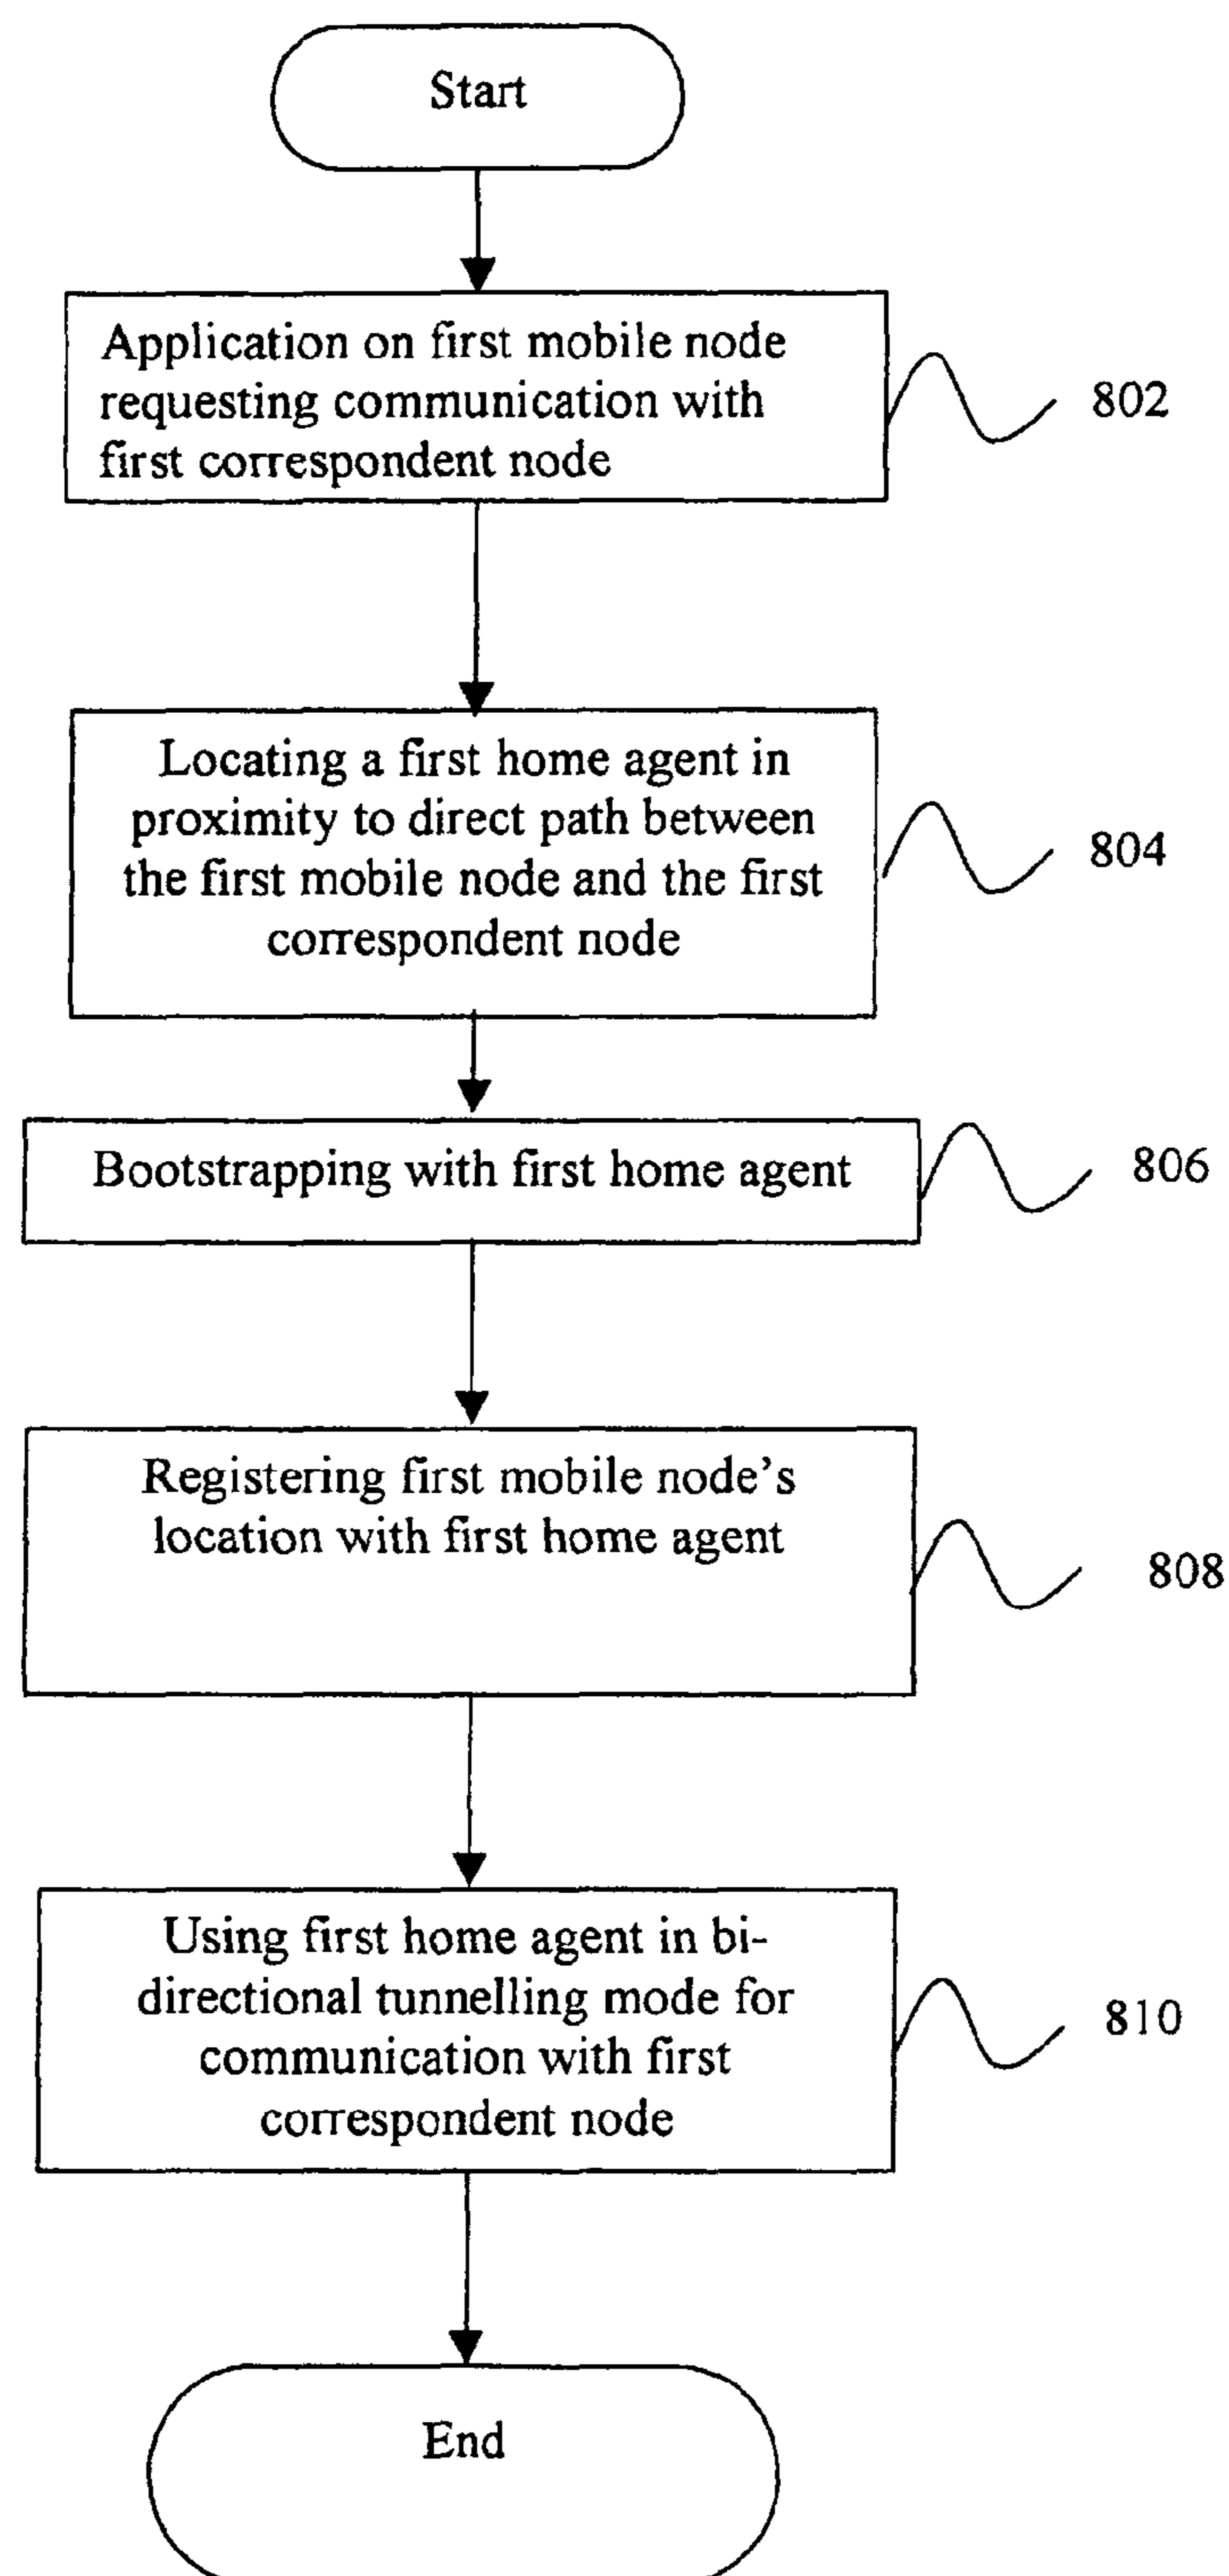 Start
Application on first mobile node
requesting communication with
first correspondent node
802
Locating a first home agent in
proximity to direct path between
the first mobile node and the first
correspondent node
804
Bootstrapping with first home agent
806
Registering first mobile node's
location with first home agent
808
Using first home agent in bi-
directional tunnelling mode for
communication with first
correspondent node
810
End